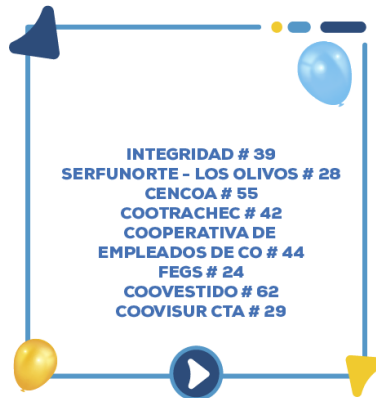 INTEGRIDAD # 39
SERFUNORTE - LOS OLIVOS # 28
CENCOA # 55
COOTRACHEC # 42
COOPERATIVA DE
EMPLEADOS DE CO # 44
FEGS # 24
COOVESTIDO # 62
COOVISUR CTA # 29